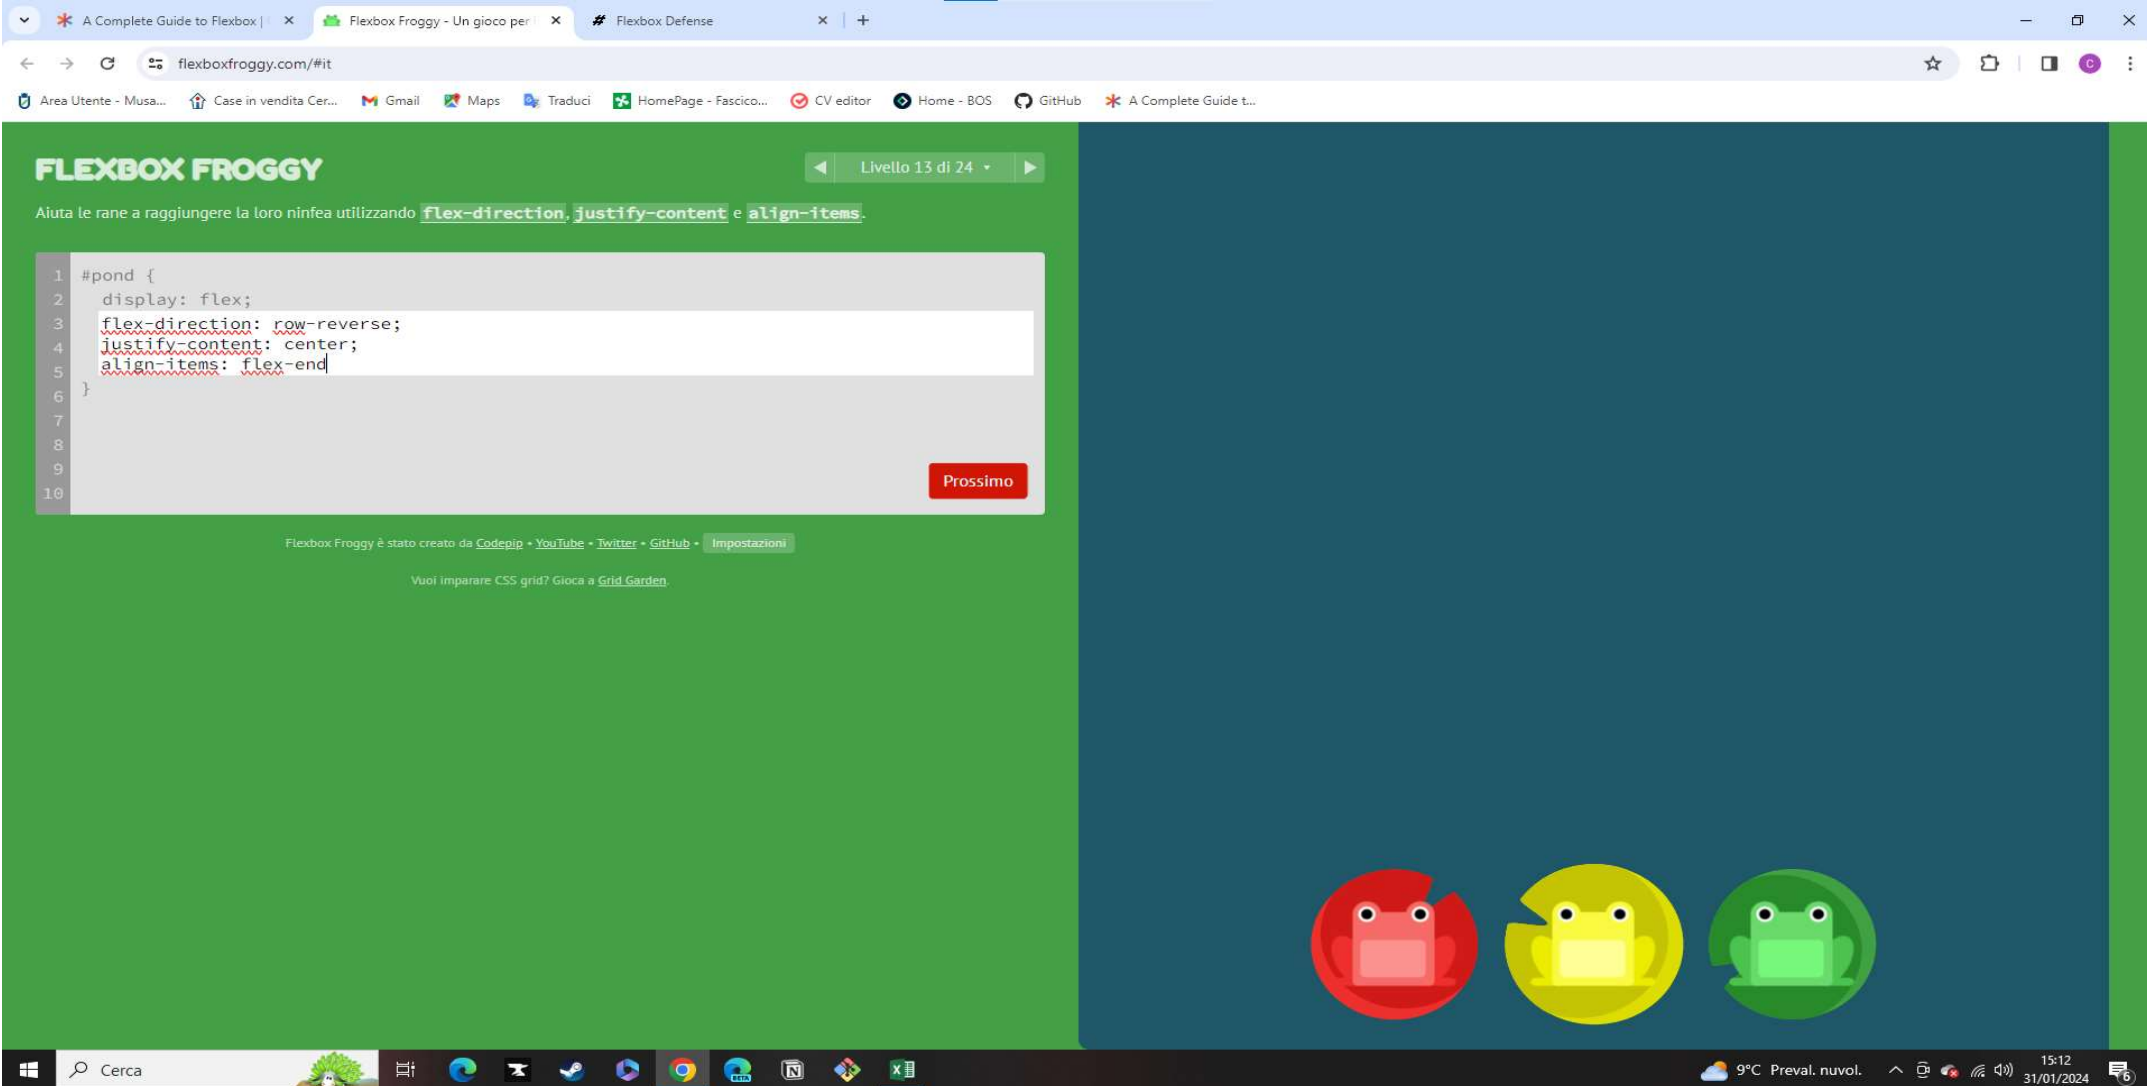 A Complete Guide to Flexbox |
Flexbox Froggy - Un gioco per
Flexbox Defense
flexboxfroggy.com/#it
C
Area Utente - Musa...
Case in vendita Cer...
Gmail
Maps
Traduci
HomePage - Fascico...
CV editor
Home - BOS
GitHub
A Complete Guide t...
FLEXBOX FROGGY
Livello 13 di 24
Aiuta le rane a raggiungere la loro ninfea utilizzando flex-direction, justify-content e align-items.
1 #pond {
2 display: flex;
3 flex-direction: row-reverse;
4 justify-content: center;
5 align-items: flex-end
6 }
7
8
9
10
Prossimo
Flexbox Froggy è stato creato da Codepip • YouTube • Twitter • GitHub • Impostazioni
Vuoi imparare CSS grid? Gioca a Grid Garden.
Cerca
BETA
9°C Preval. nuvol.
15:12
31/01/2024
6